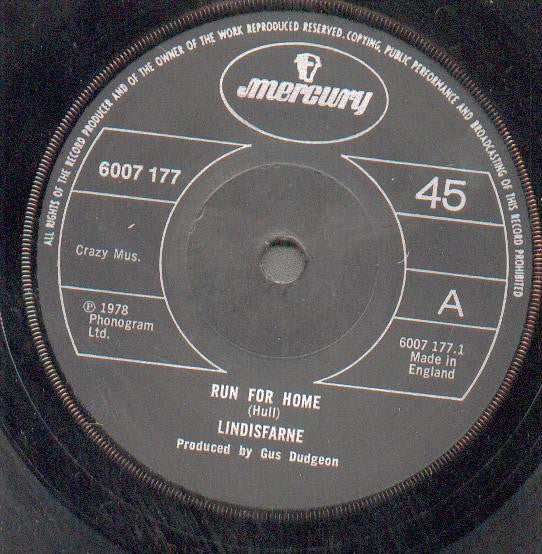 ALL RIGHTS OF THE RECORD PRODUCER AND OF THE OWNER OF THE WORK REPRODUCED RESERVED. COPYING, PUBLIC PERFORMANCE AND BROADCASTING OF THIS RECORD PROHIBITED
mercury
6007 177
45
Crazy Mus.
A
Ⓟ 1978
Phonogram
Ltd.
6007 177.1
Made in
England
RUN FOR HOME
(Hull)
LINDISFARNE
Produced by Gus Dudgeon